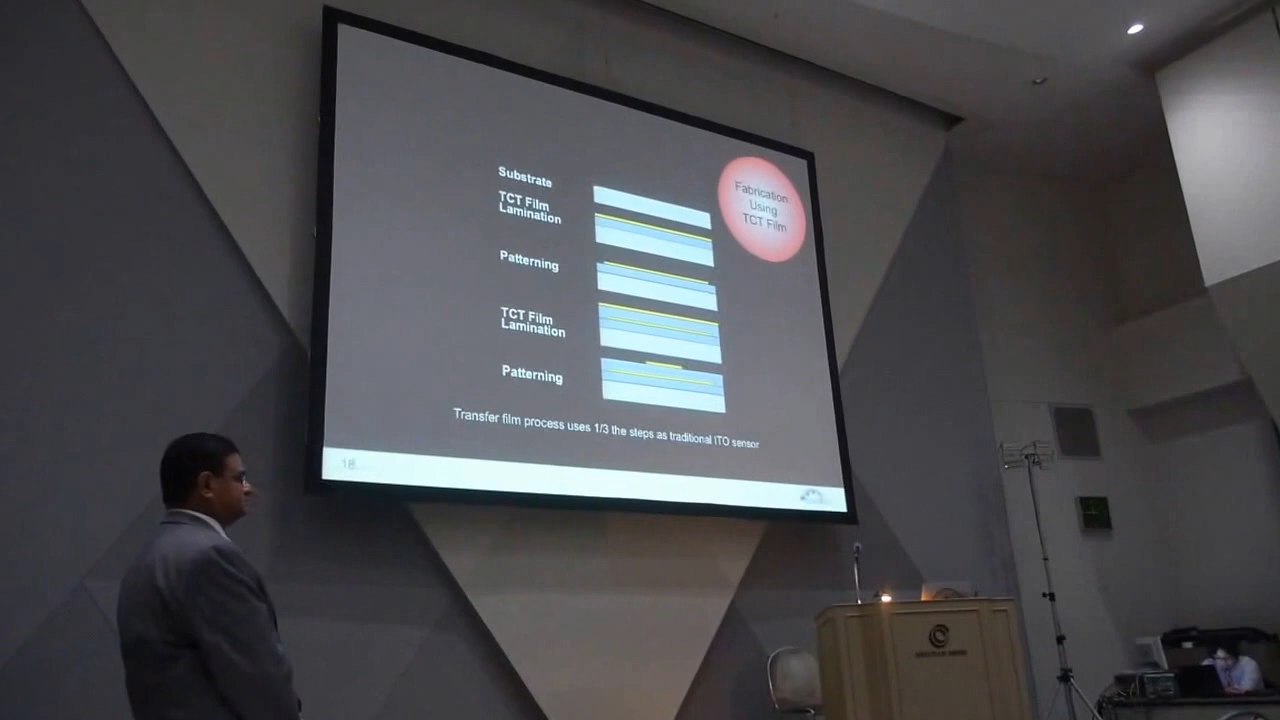 Substrate
TCT Film
Lamination
Patterning
TCT Film
Lamination
Patterning
Fabrication
Using
TCT Film
Transfer film process uses 1/3 the steps as traditional ITO sensor
18